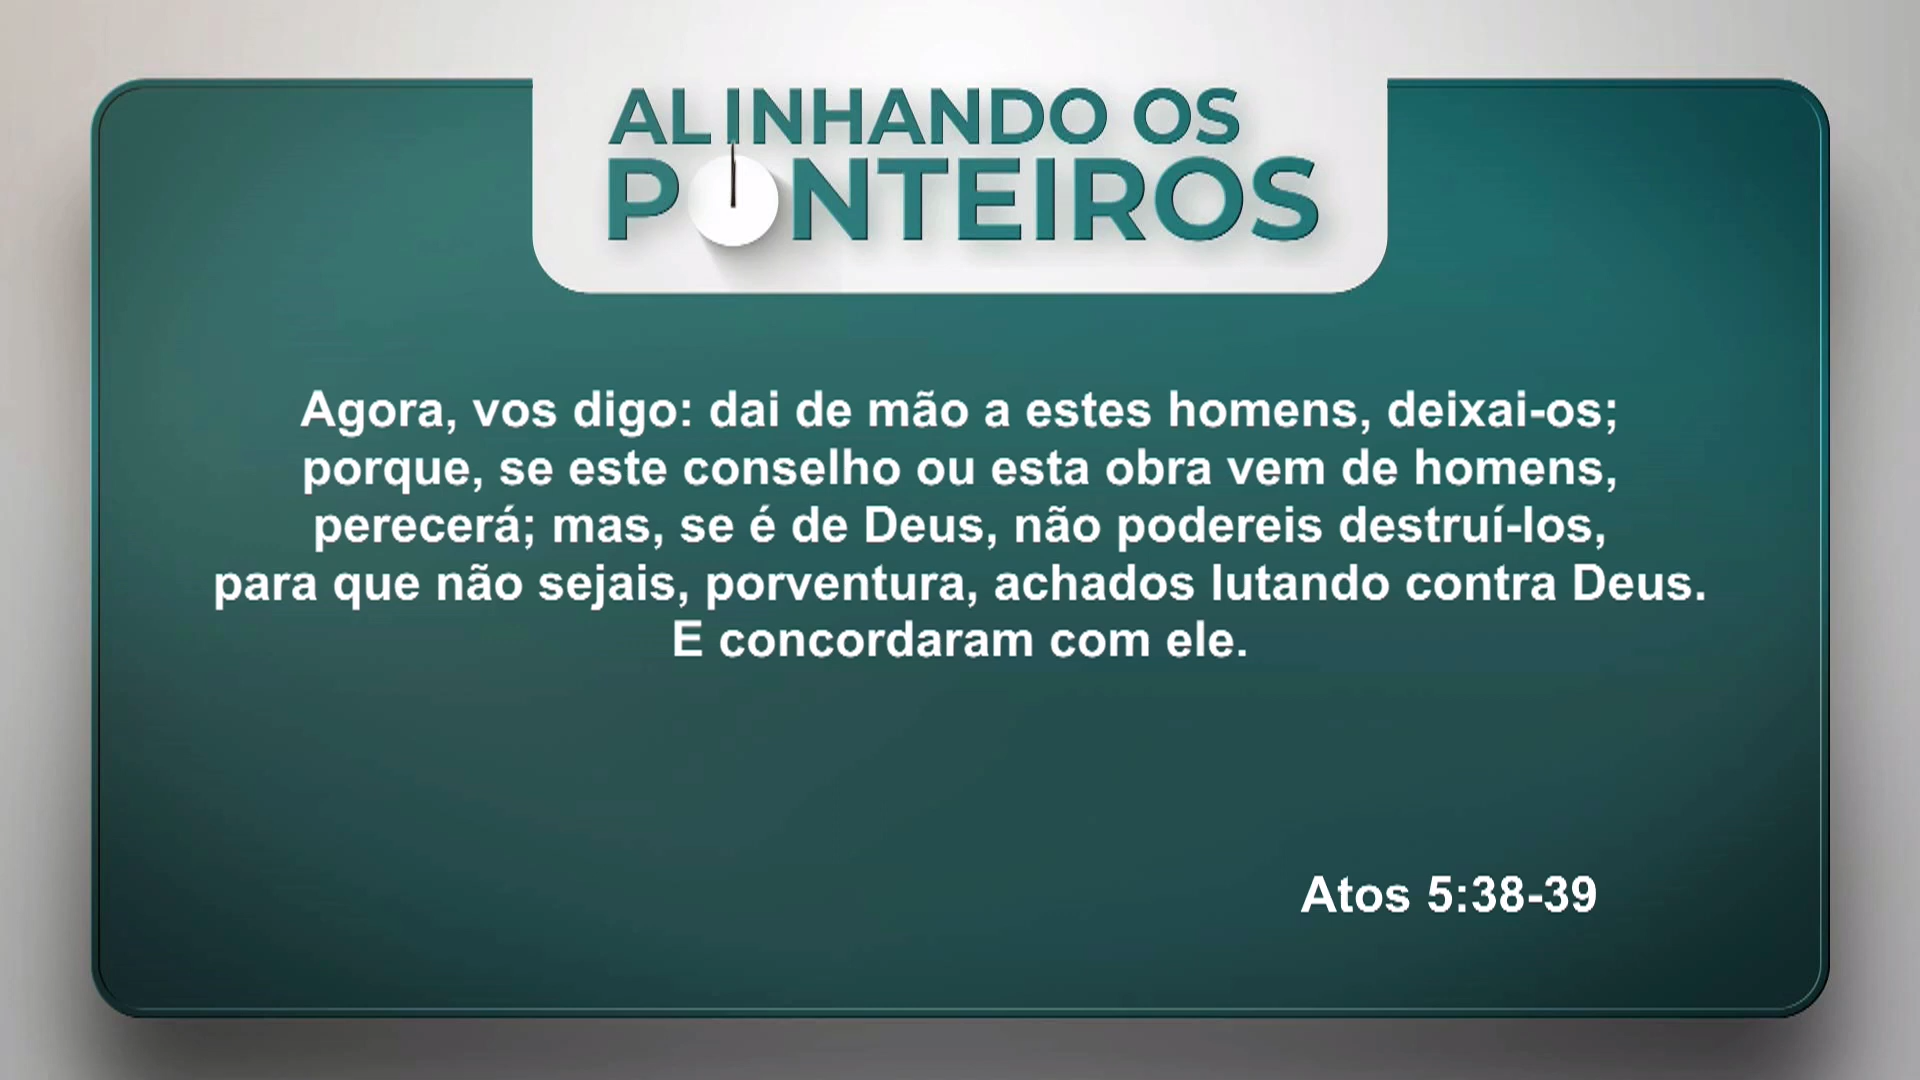 ALINHANDO OS
PONTEIROS
Agora, vos digo: dai de mão a estes homens, deixai-os;
porque, se este conselho ou esta obra vem de homens,
perecerá; mas, se é de Deus, não podereis destruí-los,
para que não sejais, porventura, achados lutando contra Deus.
E concordaram com ele.
Atos 5:38-39